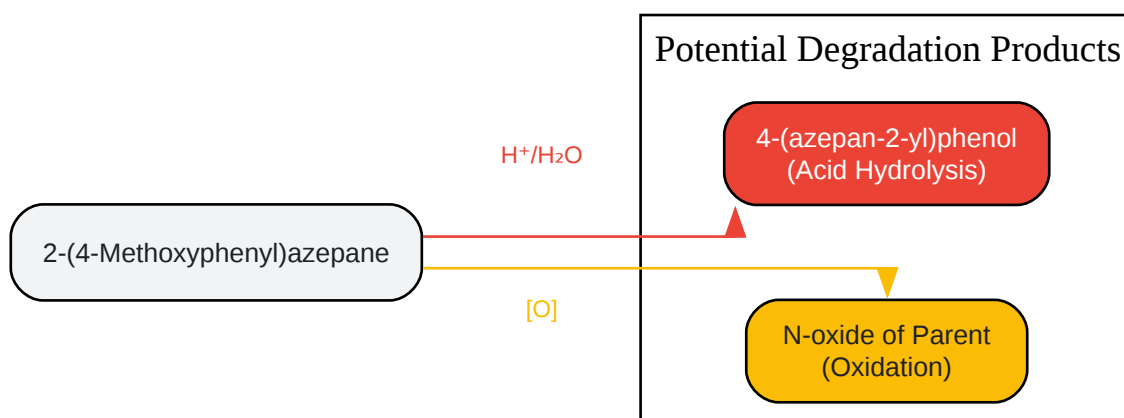 Potential Degradation Products
4-(azepan-2-yl)phenol
(Acid Hydrolysis)
H⁺/H₂O
2-(4-Methoxyphenyl)azepane
[O]
N-oxide of Parent
(Oxidation)